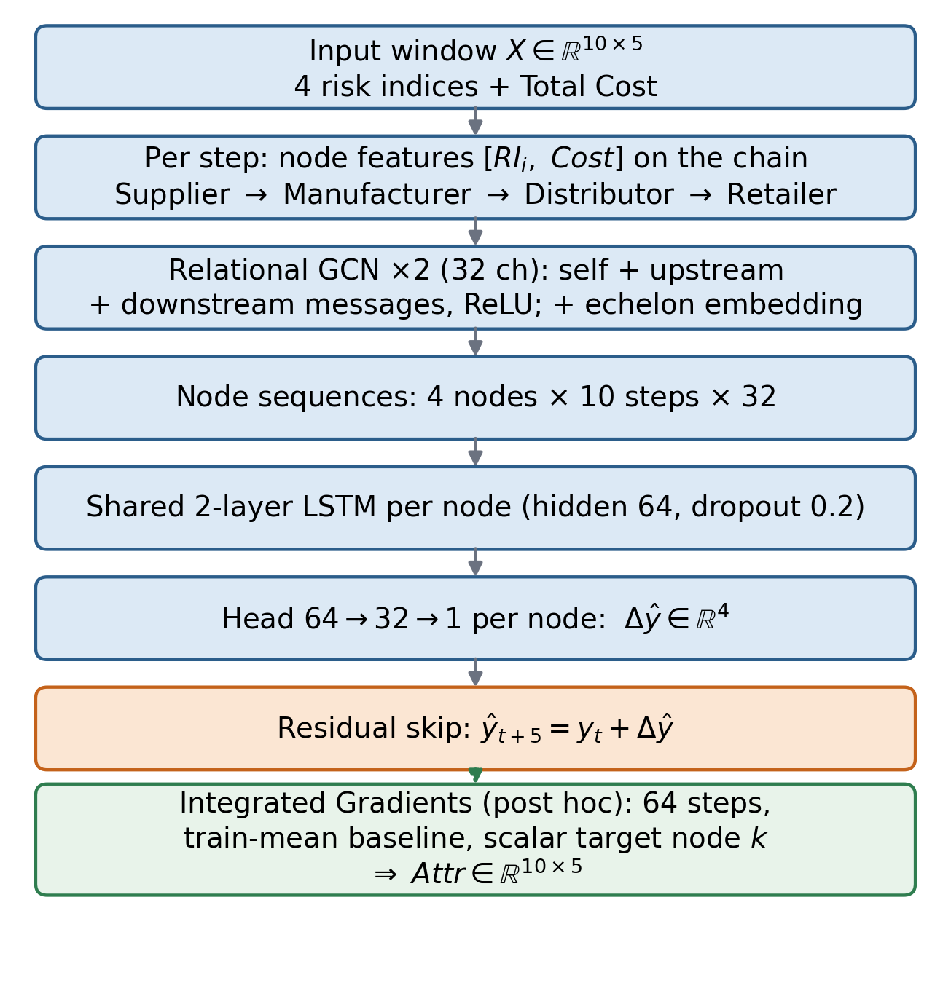 Input window X ∈ ℝ^{10×5}
4 risk indices + Total Cost
Per step: node features [RI_i, Cost] on the chain
Supplier → Manufacturer → Distributor → Retailer
Relational GCN ×2 (32 ch): self + upstream
+ downstream messages, ReLU; + echelon embedding
Node sequences: 4 nodes × 10 steps × 32
Shared 2-layer LSTM per node (hidden 64, dropout 0.2)
Head 64→32→1 per node: Δŷ ∈ ℝ^4
Residual skip: ŷ_{t+5} = y_t + Δŷ
Integrated Gradients (post hoc): 64 steps,
train-mean baseline, scalar target node k
⇒ Attr ∈ ℝ^{10×5}